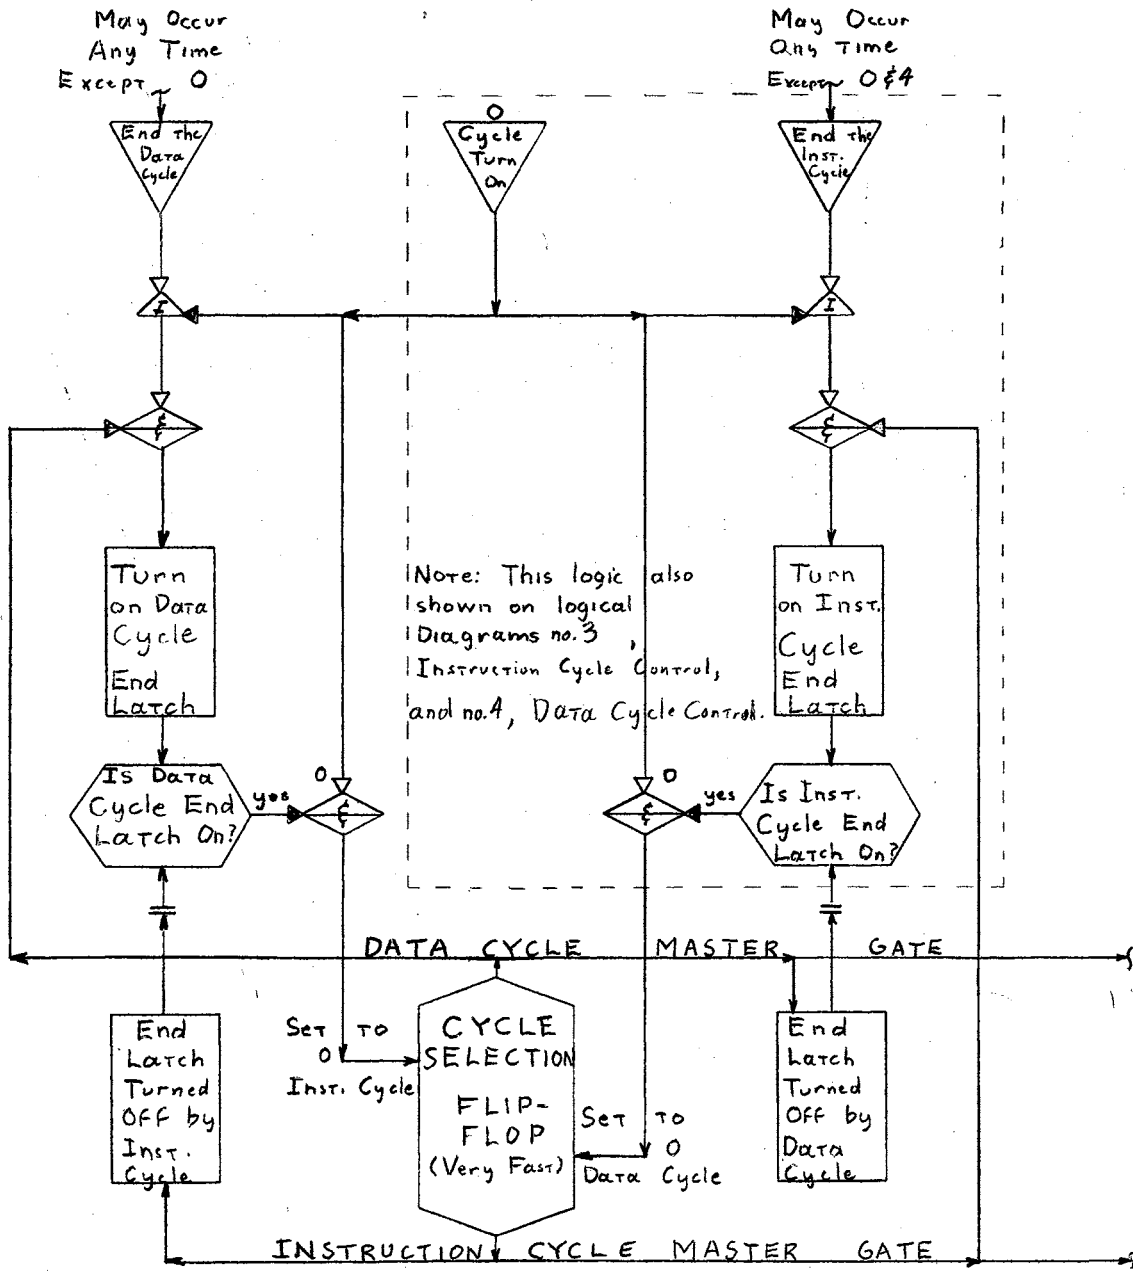 May Occur
Any Time
Except 0
End The
Data
Cycle
0
Cycle
Turn
On
May Occur
Any Time
Except 0 & 4
End the
Inst.
Cycle
I
I
&
&
Turn
on Data
Cycle
End
Latch
Note: This logic also
shown on logical
Diagrams no. 3,
Instruction Cycle Control,
and no. 4, Data Cycle Control.
Turn
on Inst.
Cycle
End
Latch
Is Data
Cycle End
Latch On?
yes
0
&
0
&
yes
Is Inst.
Cycle End
Latch On?
DATA CYCLE MASTER GATE
End
Latch
Turned
Off by
Inst.
Cycle
Set to
0
Inst. Cycle
CYCLE
SELECTION
FLIP-
FLOP
(Very Fast)
Set to
0
Data Cycle
End
Latch
Turned
Off by
Data
Cycle
INSTRUCTION CYCLE MASTER GATE